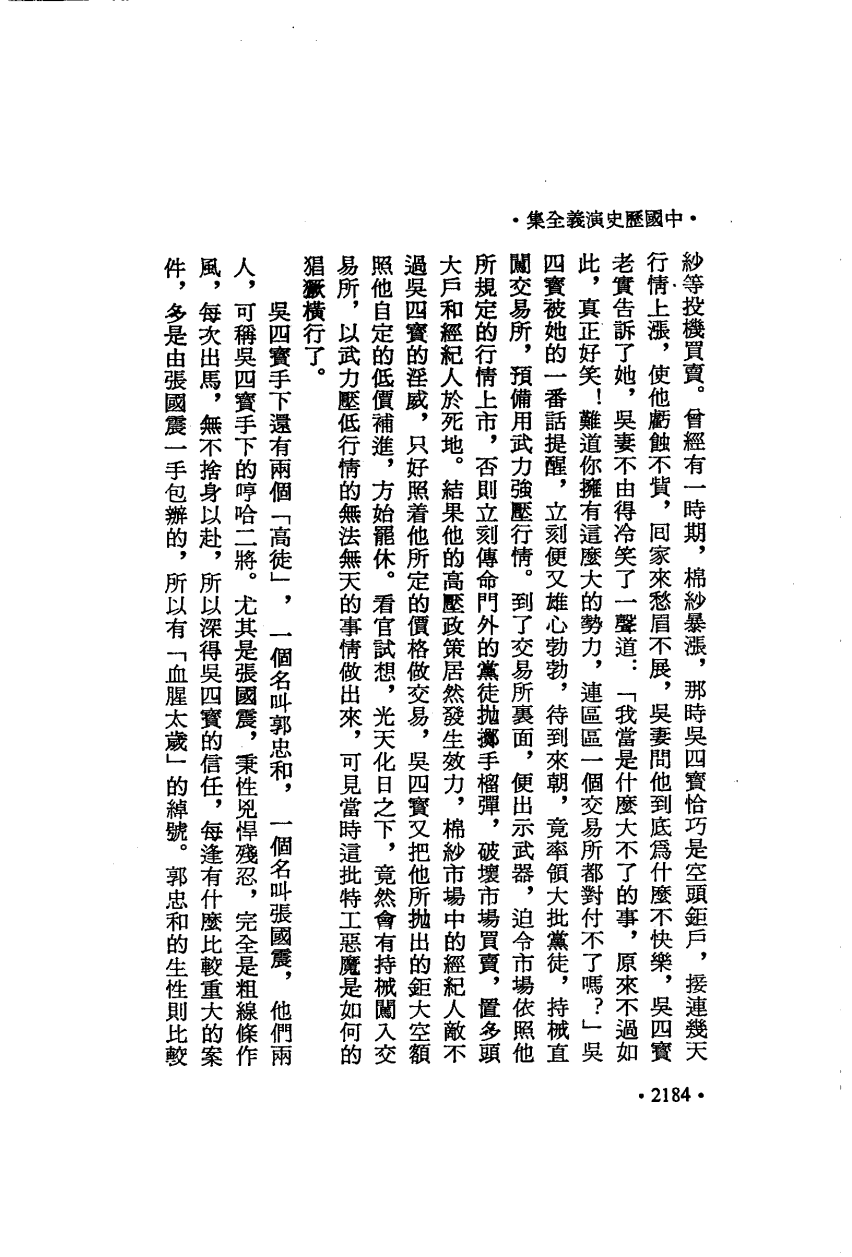 •中國歷史演義全集•
紗等投機買賣。曾經有一時期，棉紗暴漲，那時吳四寶恰巧是空頭鉅戶，接連幾天
行情上漲，使他虧蝕不貲，回家來愁眉不展，吳妻問他到底爲什麼不快樂，吳四寶
老實告訴了她，吳妻不由得冷笑了一聲道：「我當是什麼大不了的事，原來不過如
此，真正好笑！難道你擁有這麼大的勢力，連區區一個交易所都對付不了嗎？」吳
四寶被她的一番話提醒，立刻便又雄心勃勃，待到來朝，竟率領大批黨徒，持械直
闖交易所，預備用武力強壓行情。到了交易所裏面，便出示武器，迫令市場依照他
所規定的行情上市，否則立刻傳命門外的黨徒拋擲手榴彈，破壞市場買賣，置多頭
大戶和經紀人於死地。結果他的高壓政策居然發生效力，棉紗市場中的經紀人敵不
過吳四寶的淫威，只好照着他所定的價格做交易，吳四寶又把他所拋出的鉅大空額
照他自定的低價補進，方始罷休。看官試想，光天化日之下，竟然會有持械闖入交
易所，以武力壓低行情的無法無天的事情做出來，可見當時這批特工惡魔是如何的
猖獗橫行了。
吳四寶手下還有兩個「高徒」，一個名叫郭忠和，一個名叫張國震，他們兩
人，可稱吳四寶手下的哼哈二將。尤其是張國震，秉性兇悍殘忍，完全是粗線條作
風，每次出馬，無不捨身以赴，所以深得吳四寶的信任，每逢有什麼比較重大的案
件，多是由張國震一手包辦的，所以有「血腥太歲」的綽號。郭忠和的生性則比較
•2184•